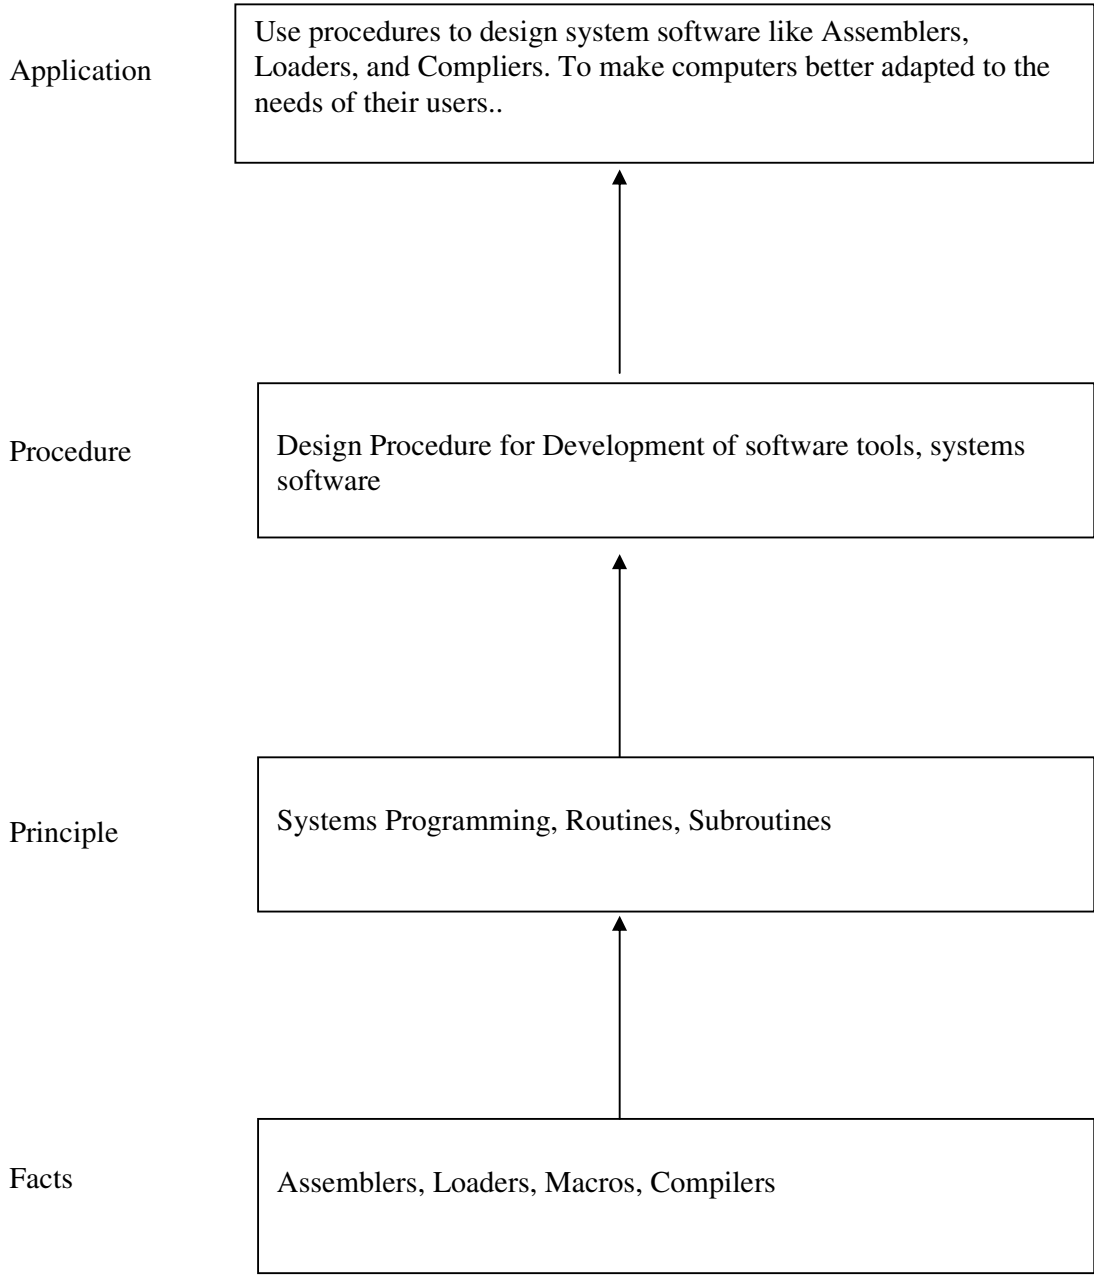 Application
Use procedures to design system software like Assemblers,
Loaders, and Compliers. To make computers better adapted to the
needs of their users..
Procedure
Design Procedure for Development of software tools, systems
software
Principle
Systems Programming, Routines, Subroutines
Facts
Assemblers, Loaders, Macros, Compilers